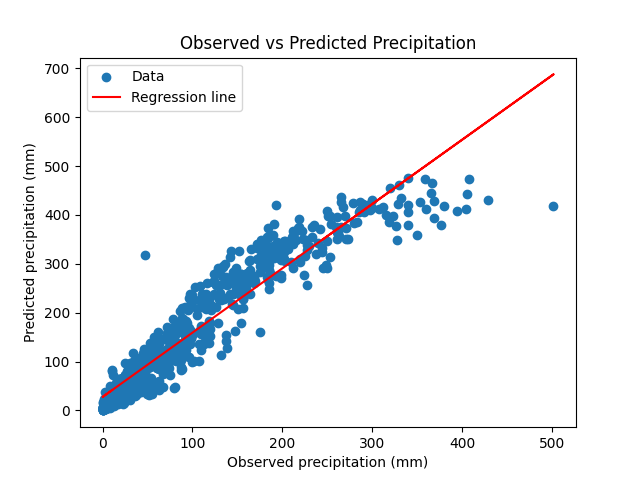 Observed vs Predicted Precipitation
Data
Regression line
Predicted precipitation (mm)
700
600
500
400
300
200
100
0
0 100 200 300 400 500
Observed precipitation (mm)